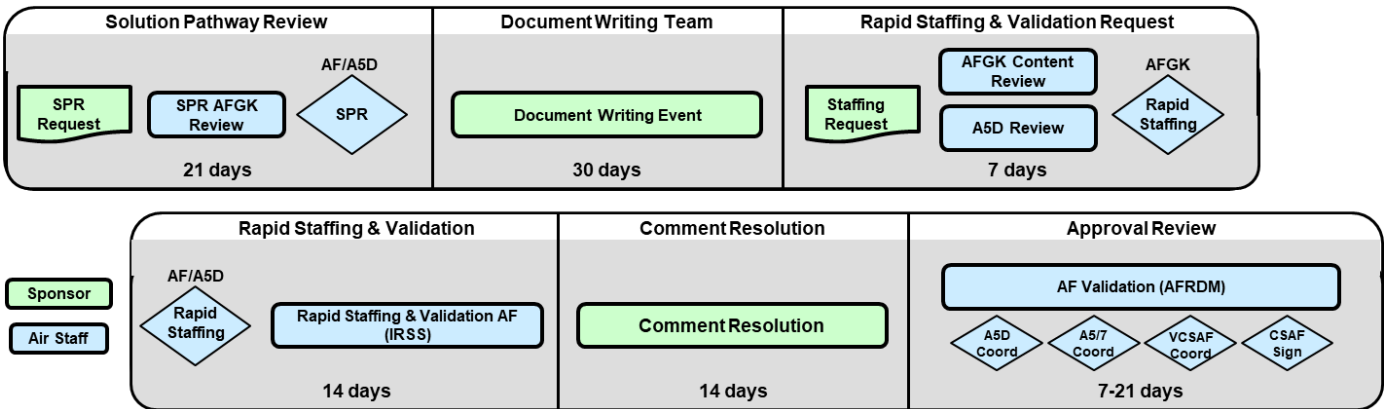 Solution Pathway Review
Document Writing Team
Rapid Staffing & Validation Request
AF/A5D
SPR
Request
SPR AFGK
Review
SPR
Document Writing Event
Staffing
Request
AFGK Content
Review
A5D Review
AFGK
Rapid
Staffing
21 days
30 days
7 days
Rapid Staffing & Validation
Comment Resolution
Approval Review
Sponsor
Air Staff
AF/A5D
Rapid
Staffing
Rapid Staffing & Validation AF
(IRSS)
Comment Resolution
AF Validation (AFRDM)
A5D
Coord
A5/7
Coord
VCSAF
Coord
CSAF
Sign
14 days
14 days
7-21 days